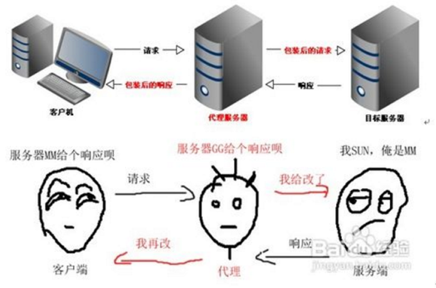 请求
包装后的请求
包装后的响应
响应
客户机
代理服务器
目标服务器
服务器MM给个响应呗
服务器GG给个响应呗
我SUN，俺是MM
请求
我给改了
我再改
响应
客户端
代理
服务端
Baidu经验
jingyan.baidu.com